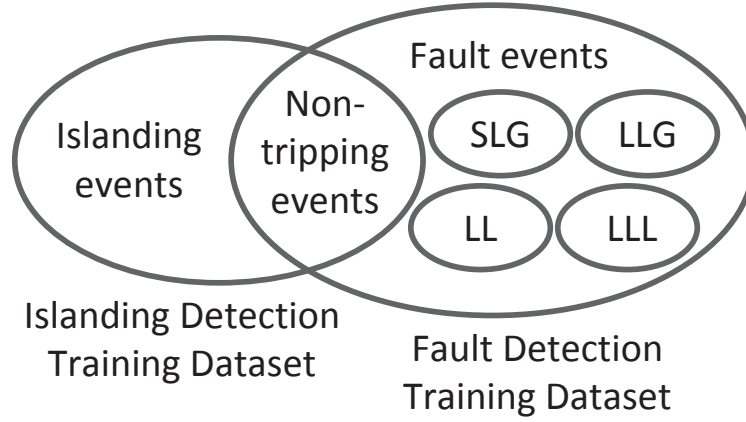 Fault events
Islanding
events
Non-
tripping
events
SLG
LLG
LL
LLL
Islanding Detection
Training Dataset
Fault Detection
Training Dataset